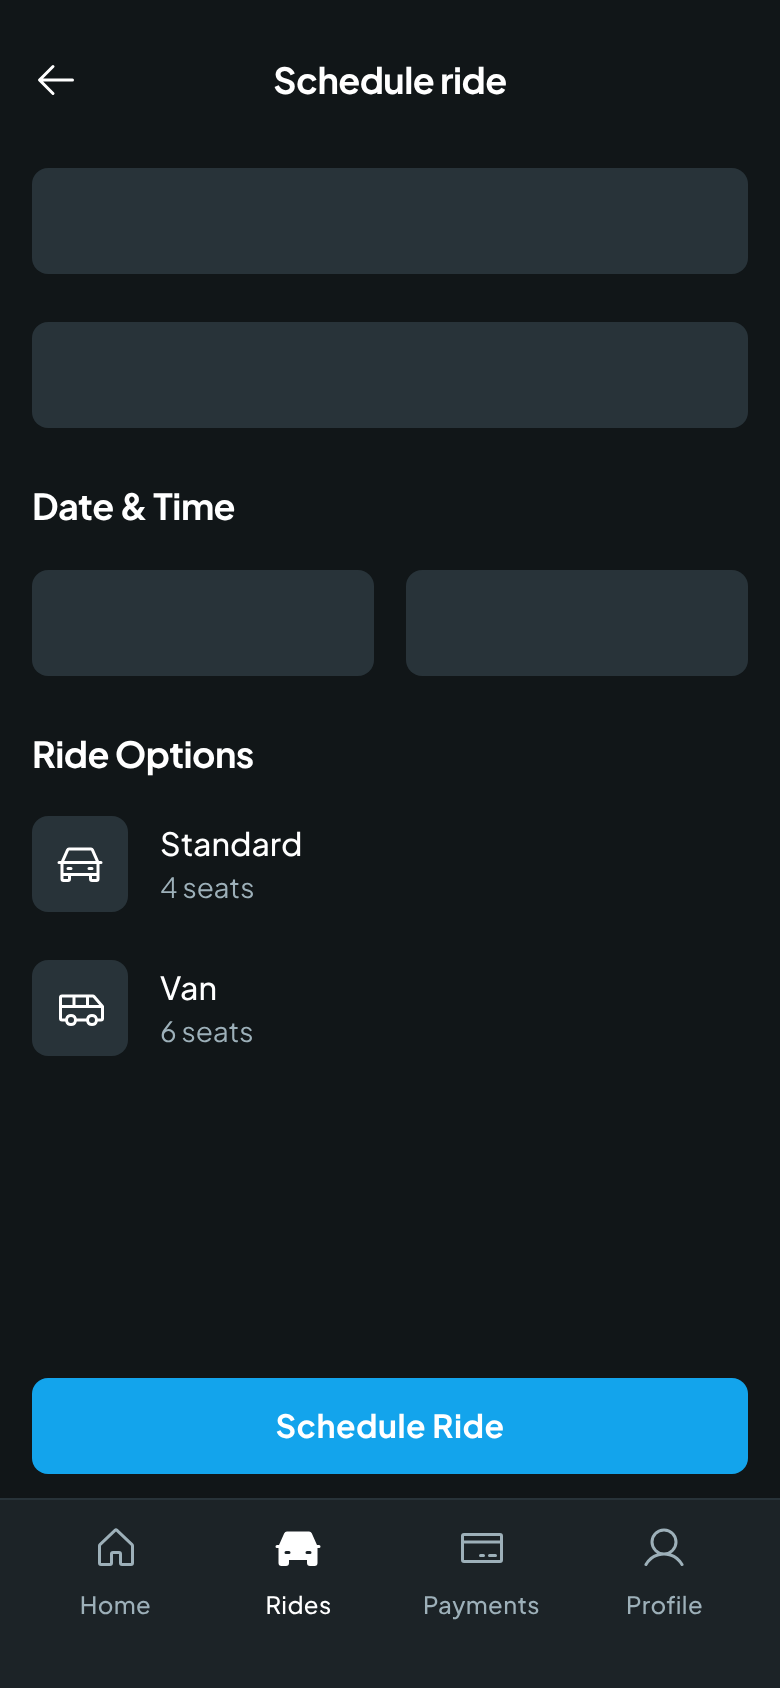 Schedule ride
Date & Time
Ride Options
Standard
4 seats
Van
6 seats
Schedule Ride
Home
Rides
Payments
Profile